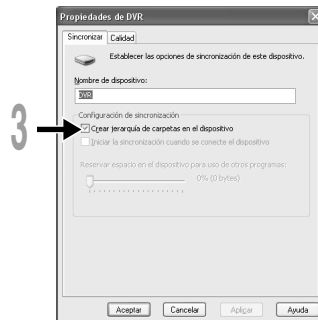 Propiedades de DVR
Sincronizar Calidad
Establecer las opciones de sincronización de este dispositivo.
Nombre de dispositivo:
DVR
Configuración de sincronización
3
Crear jerarquía de carpetas en el dispositivo
Iniciar la sincronización cuando se conecte el dispositivo
Reservar espacio en el dispositivo para uso de otros programas:
0% (0 bytes)
Aceptar Cancelar Aplicar Ayuda